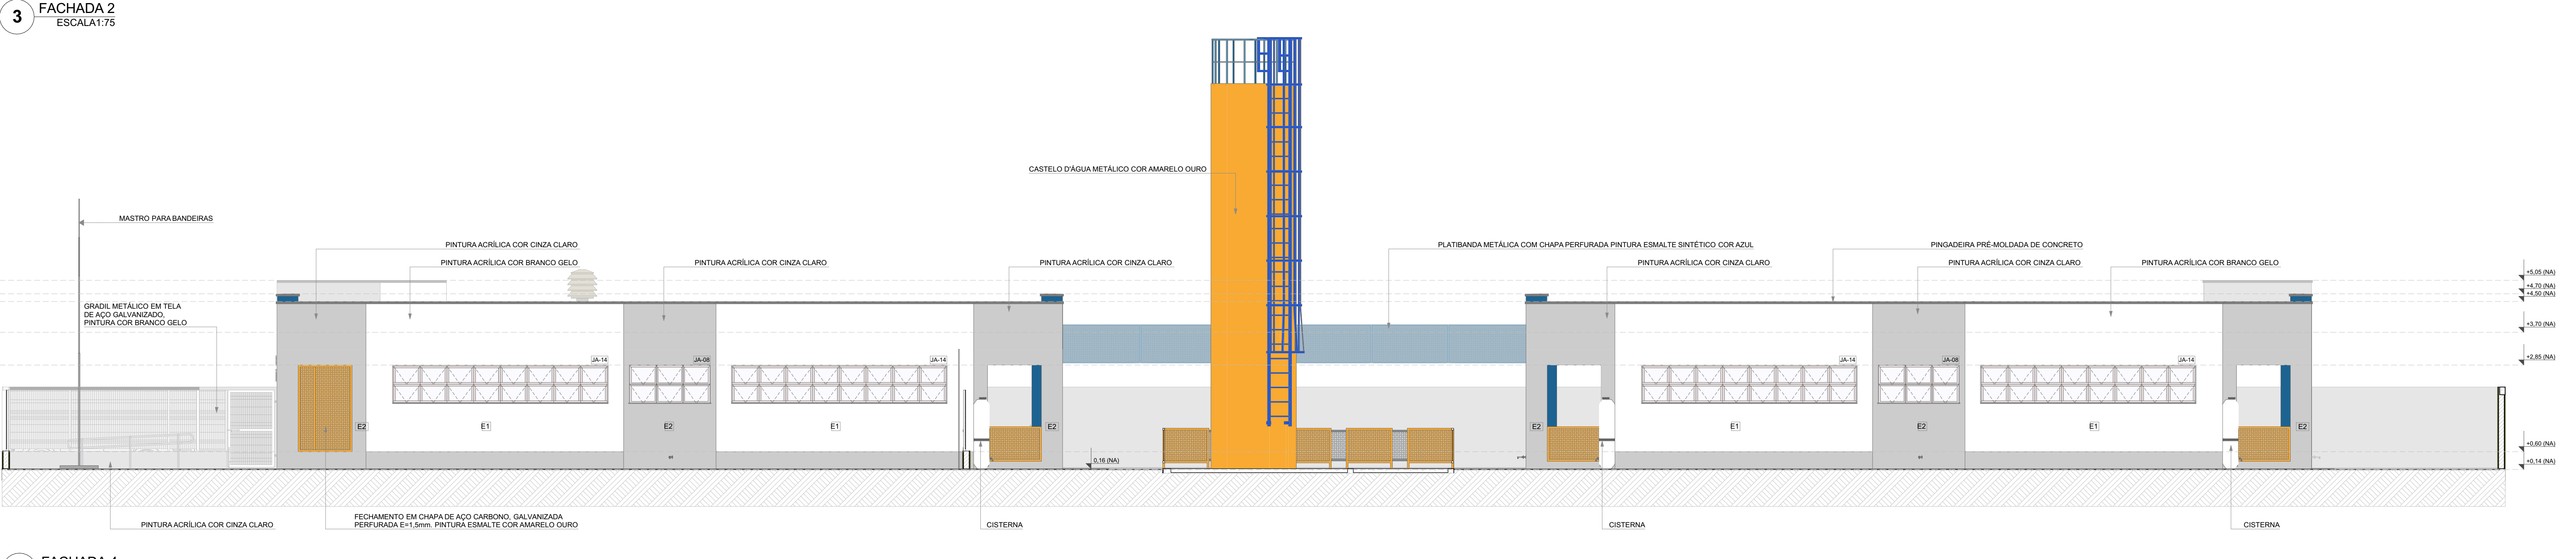 3
FACHADA 2
ESCALA1:75
CASTELO D'ÁGUA METÁLICO COR AMARELO OURO
MASTRO PARA BANDEIRAS
PINTURA ACRÍLICA COR CINZA CLARO
PLATIBANDA METÁLICA COM CHAPA PERFURADA PINTURA ESMALTE SINTÉTICO COR AZUL
PINGADEIRA PRÉ-MOLDADA DE CONCRETO
PINTURA ACRÍLICA COR BRANCO GELO
PINTURA ACRÍLICA COR CINZA CLARO
PINTURA ACRÍLICA COR CINZA CLARO
PINTURA ACRÍLICA COR CINZA CLARO
PINTURA ACRÍLICA COR CINZA CLARO
PINTURA ACRÍLICA COR BRANCO GELO
+5,05 (NA)
+4,70 (NA)
+4,50 (NA)
GRADIL METÁLICO EM TELA
DE AÇO GALVANIZADO,
PINTURA COR BRANCO GELO
+3,70 (NA)
JA-14
JA-08
JA-14
JA-14
JA-08
JA-14
+2,85 (NA)
E2
E1
E2
E1
E2
E2
E1
E2
E1
E2
0,16 (NA)
+0,60 (NA)
+0,14 (NA)
PINTURA ACRÍLICA COR CINZA CLARO
FECHAMENTO EM CHAPA DE AÇO CARBONO, GALVANIZADA
PERFURADA E=1,5mm. PINTURA ESMALTE COR AMARELO OURO
CISTERNA
CISTERNA
CISTERNA
FACHADA 4